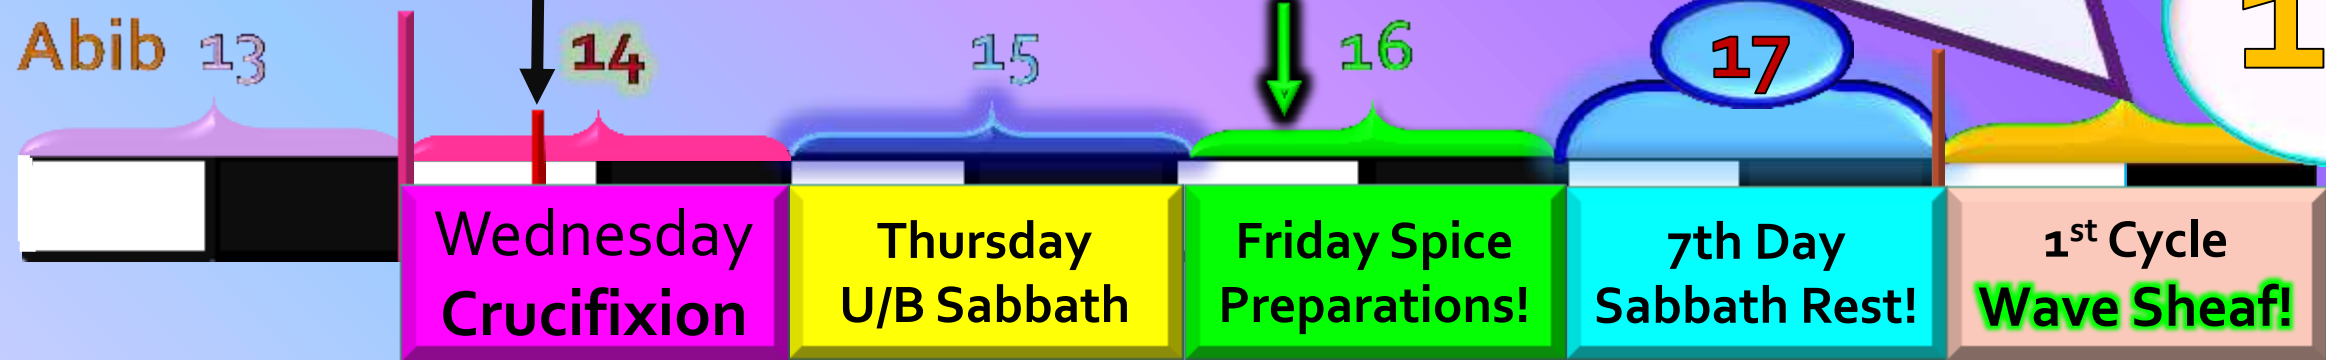 Abib 13 14 15 16 17 1
Wednesday
Crucifixion
Thursday
U/B Sabbath
Friday Spice
Preparations!
7th Day
Sabbath Rest!
1st Cycle
Wave Sheaf!